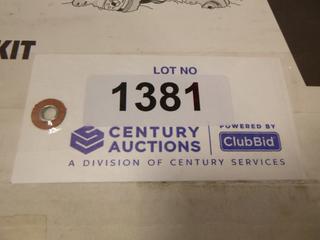 KIT
LOT NO
1381
CENTURY AUCTIONS
POWERED BY
ClubBid
A DIVISION OF CENTURY SERVICES